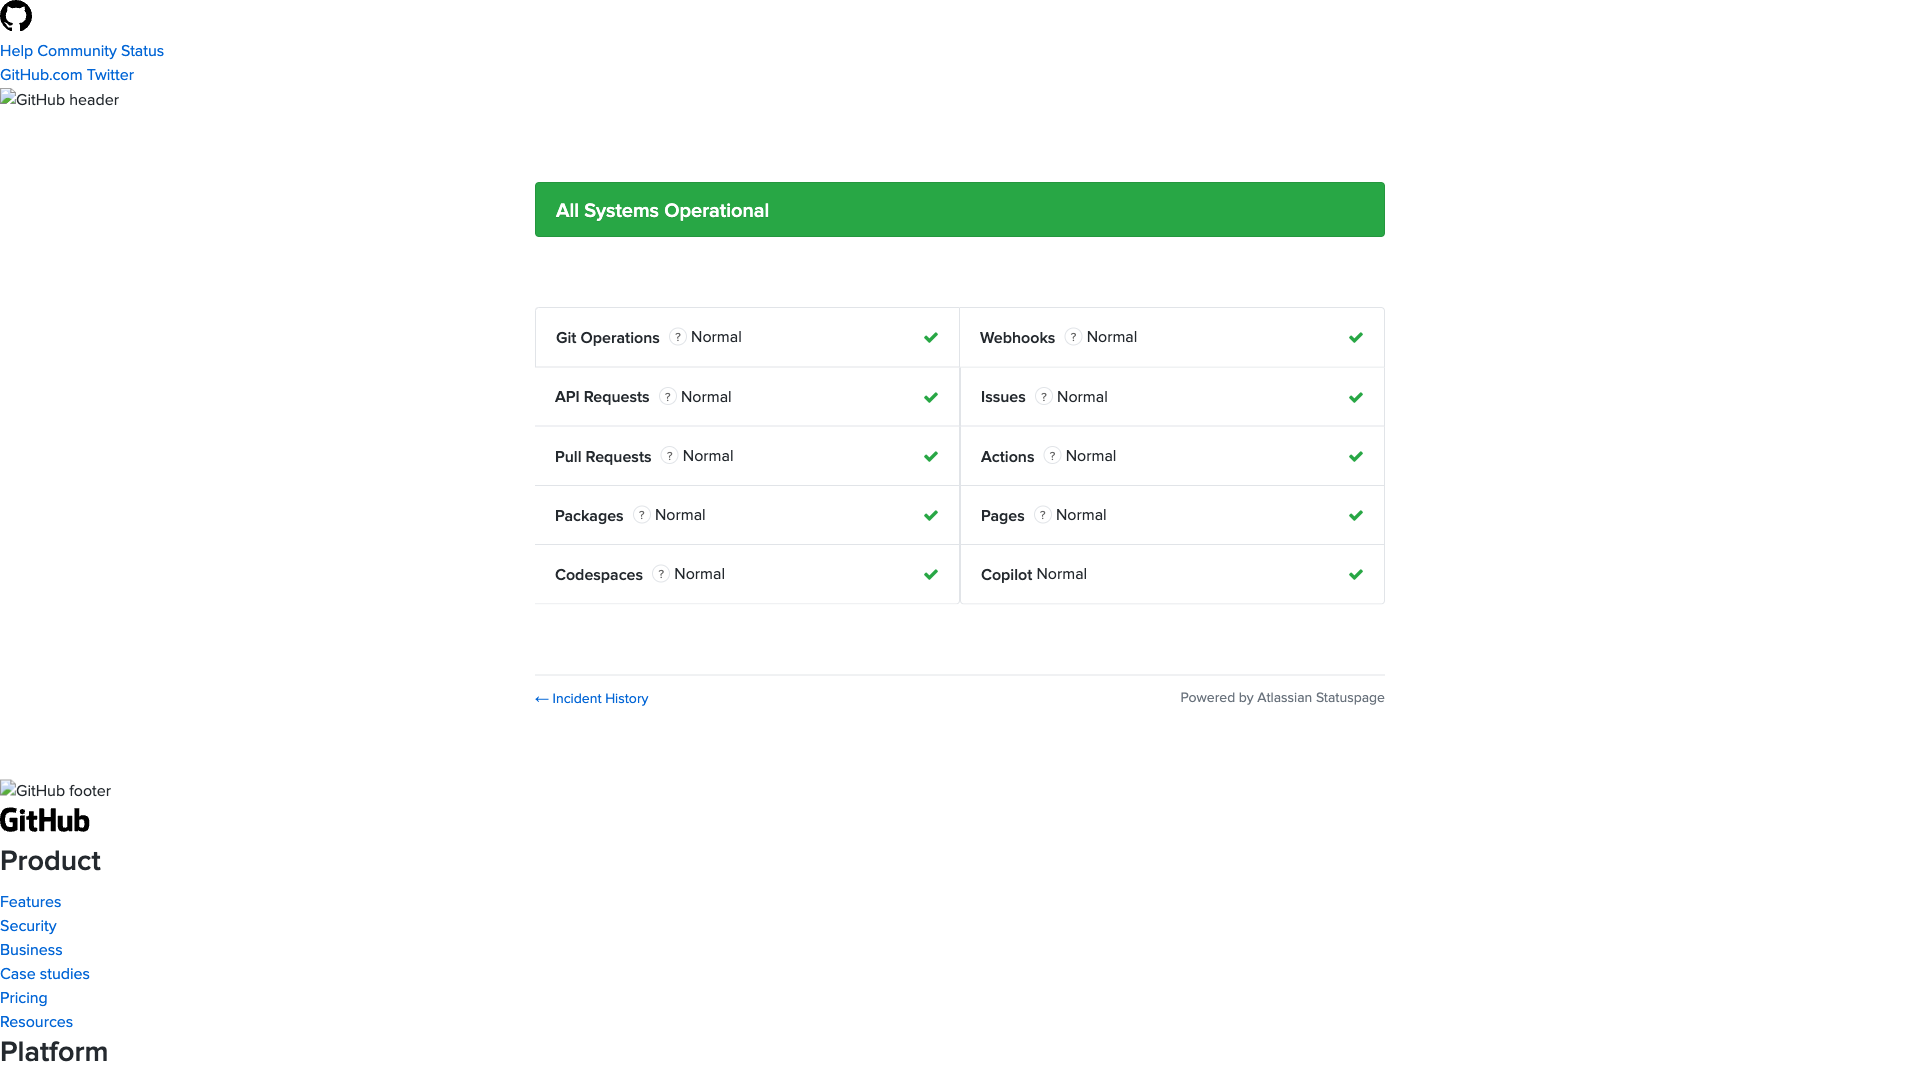 Help Community Status
GitHub.com Twitter
GitHub header
All Systems Operational
Git Operations ? Normal
Webhooks ? Normal
API Requests ? Normal
Issues ? Normal
Pull Requests ? Normal
Actions ? Normal
Packages ? Normal
Pages ? Normal
Codespaces ? Normal
Copilot Normal
← Incident History
Powered by Atlassian Statuspage
GitHub footer
GitHub
Product
Features
Security
Business
Case studies
Pricing
Resources
Platform